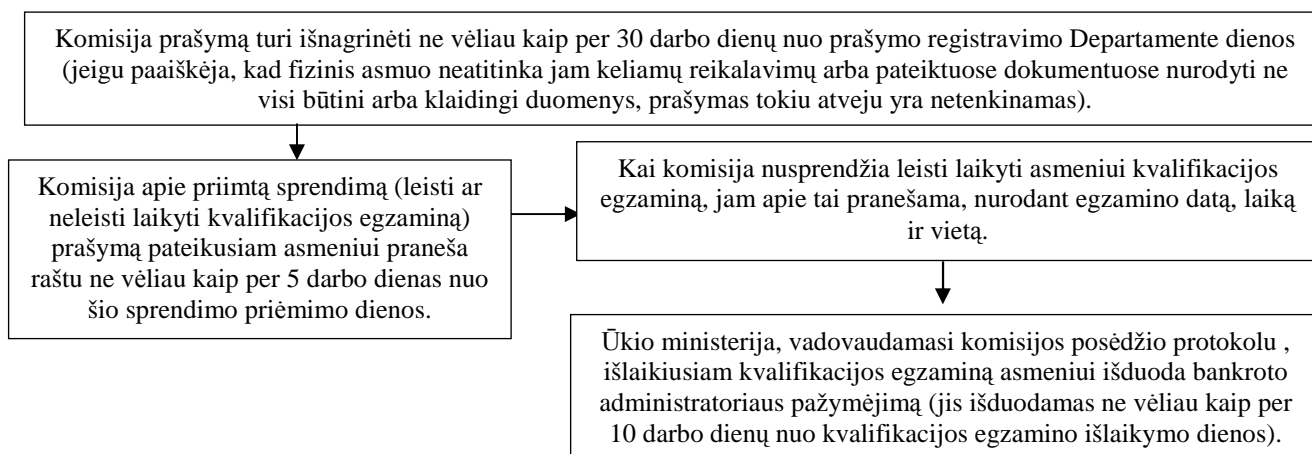 Komisija prašymą turi išnagrinėti ne vėliau kaip per 30 darbo dienų nuo prašymo registravimo Departamente dienos
(jeigu paaiškėja, kad fizinis asmuo neatitinka jam keliamų reikalavimų arba pateiktuose dokumentuose nurodyti ne
visi būtini arba klaidingi duomenys, prašymas tokiu atveju yra netenkinamas).
Komisija apie priimtą sprendimą (leisti ar
neleisti laikyti kvalifikacijos egzaminą)
prašymą pateikusiam asmeniui praneša
raštu ne vėliau kaip per 5 darbo dienas nuo
šio sprendimo priėmimo dienos.
Kai komisija nusprendžia leisti laikyti asmeniui kvalifikacijos
egzaminą, jam apie tai pranešama, nurodant egzamino datą, laiką
ir vietą.
Ūkio ministerija, vadovaudamasi komisijos posėdžio protokolu ,
išlaikiusiam kvalifikacijos egzaminą asmeniui išduoda bankroto
administratoriaus pažymėjimą (jis išduodamas ne vėliau kaip per
10 darbo dienų nuo kvalifikacijos egzamino išlaikymo dienos).